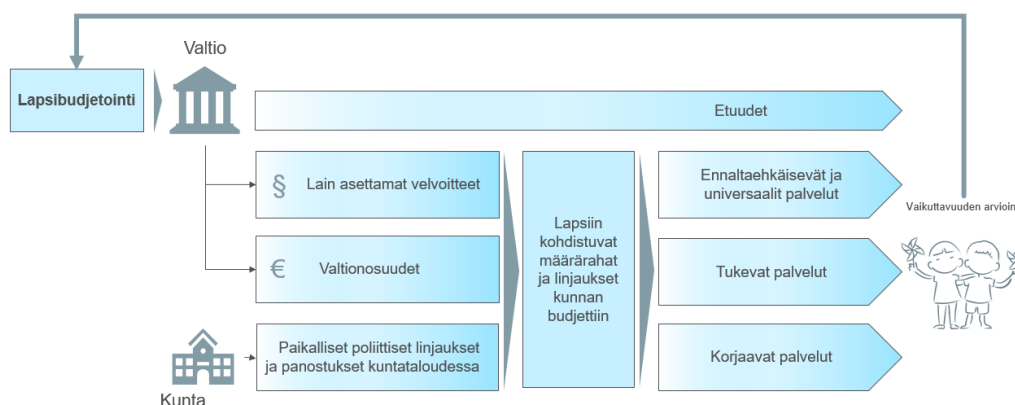 Valtio
Lapsibudjetointi
Etuudet
§ Lain asettamat velvoitteet
€ Valtionosuudet
Paikalliset poliittiset linjaukset
ja panostukset kuntataloudessa
Kunta
Lapsiin
kohdistuvat
määrärahat
ja linjaukset
kunnan
budjettiin
Ennaltaehkäisevät ja
universaalit palvelut
Tukevat palvelut
Korjaavat palvelut
Vaikuttavuuden arvioin